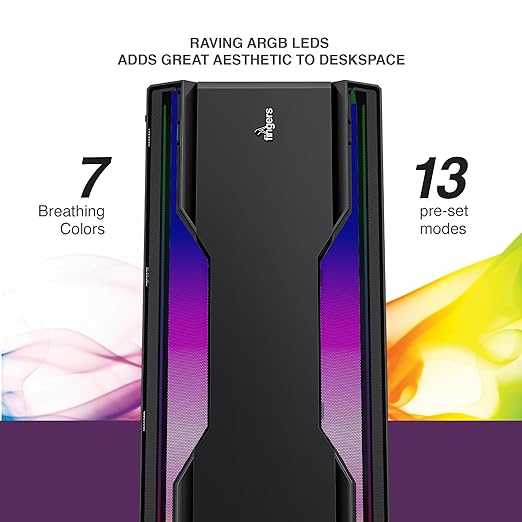 RAVING ARGB LEDS
ADDS GREAT AESTHETIC TO DESKSPACE
fingers
7
Breathing
Colors
13
pre-set
modes